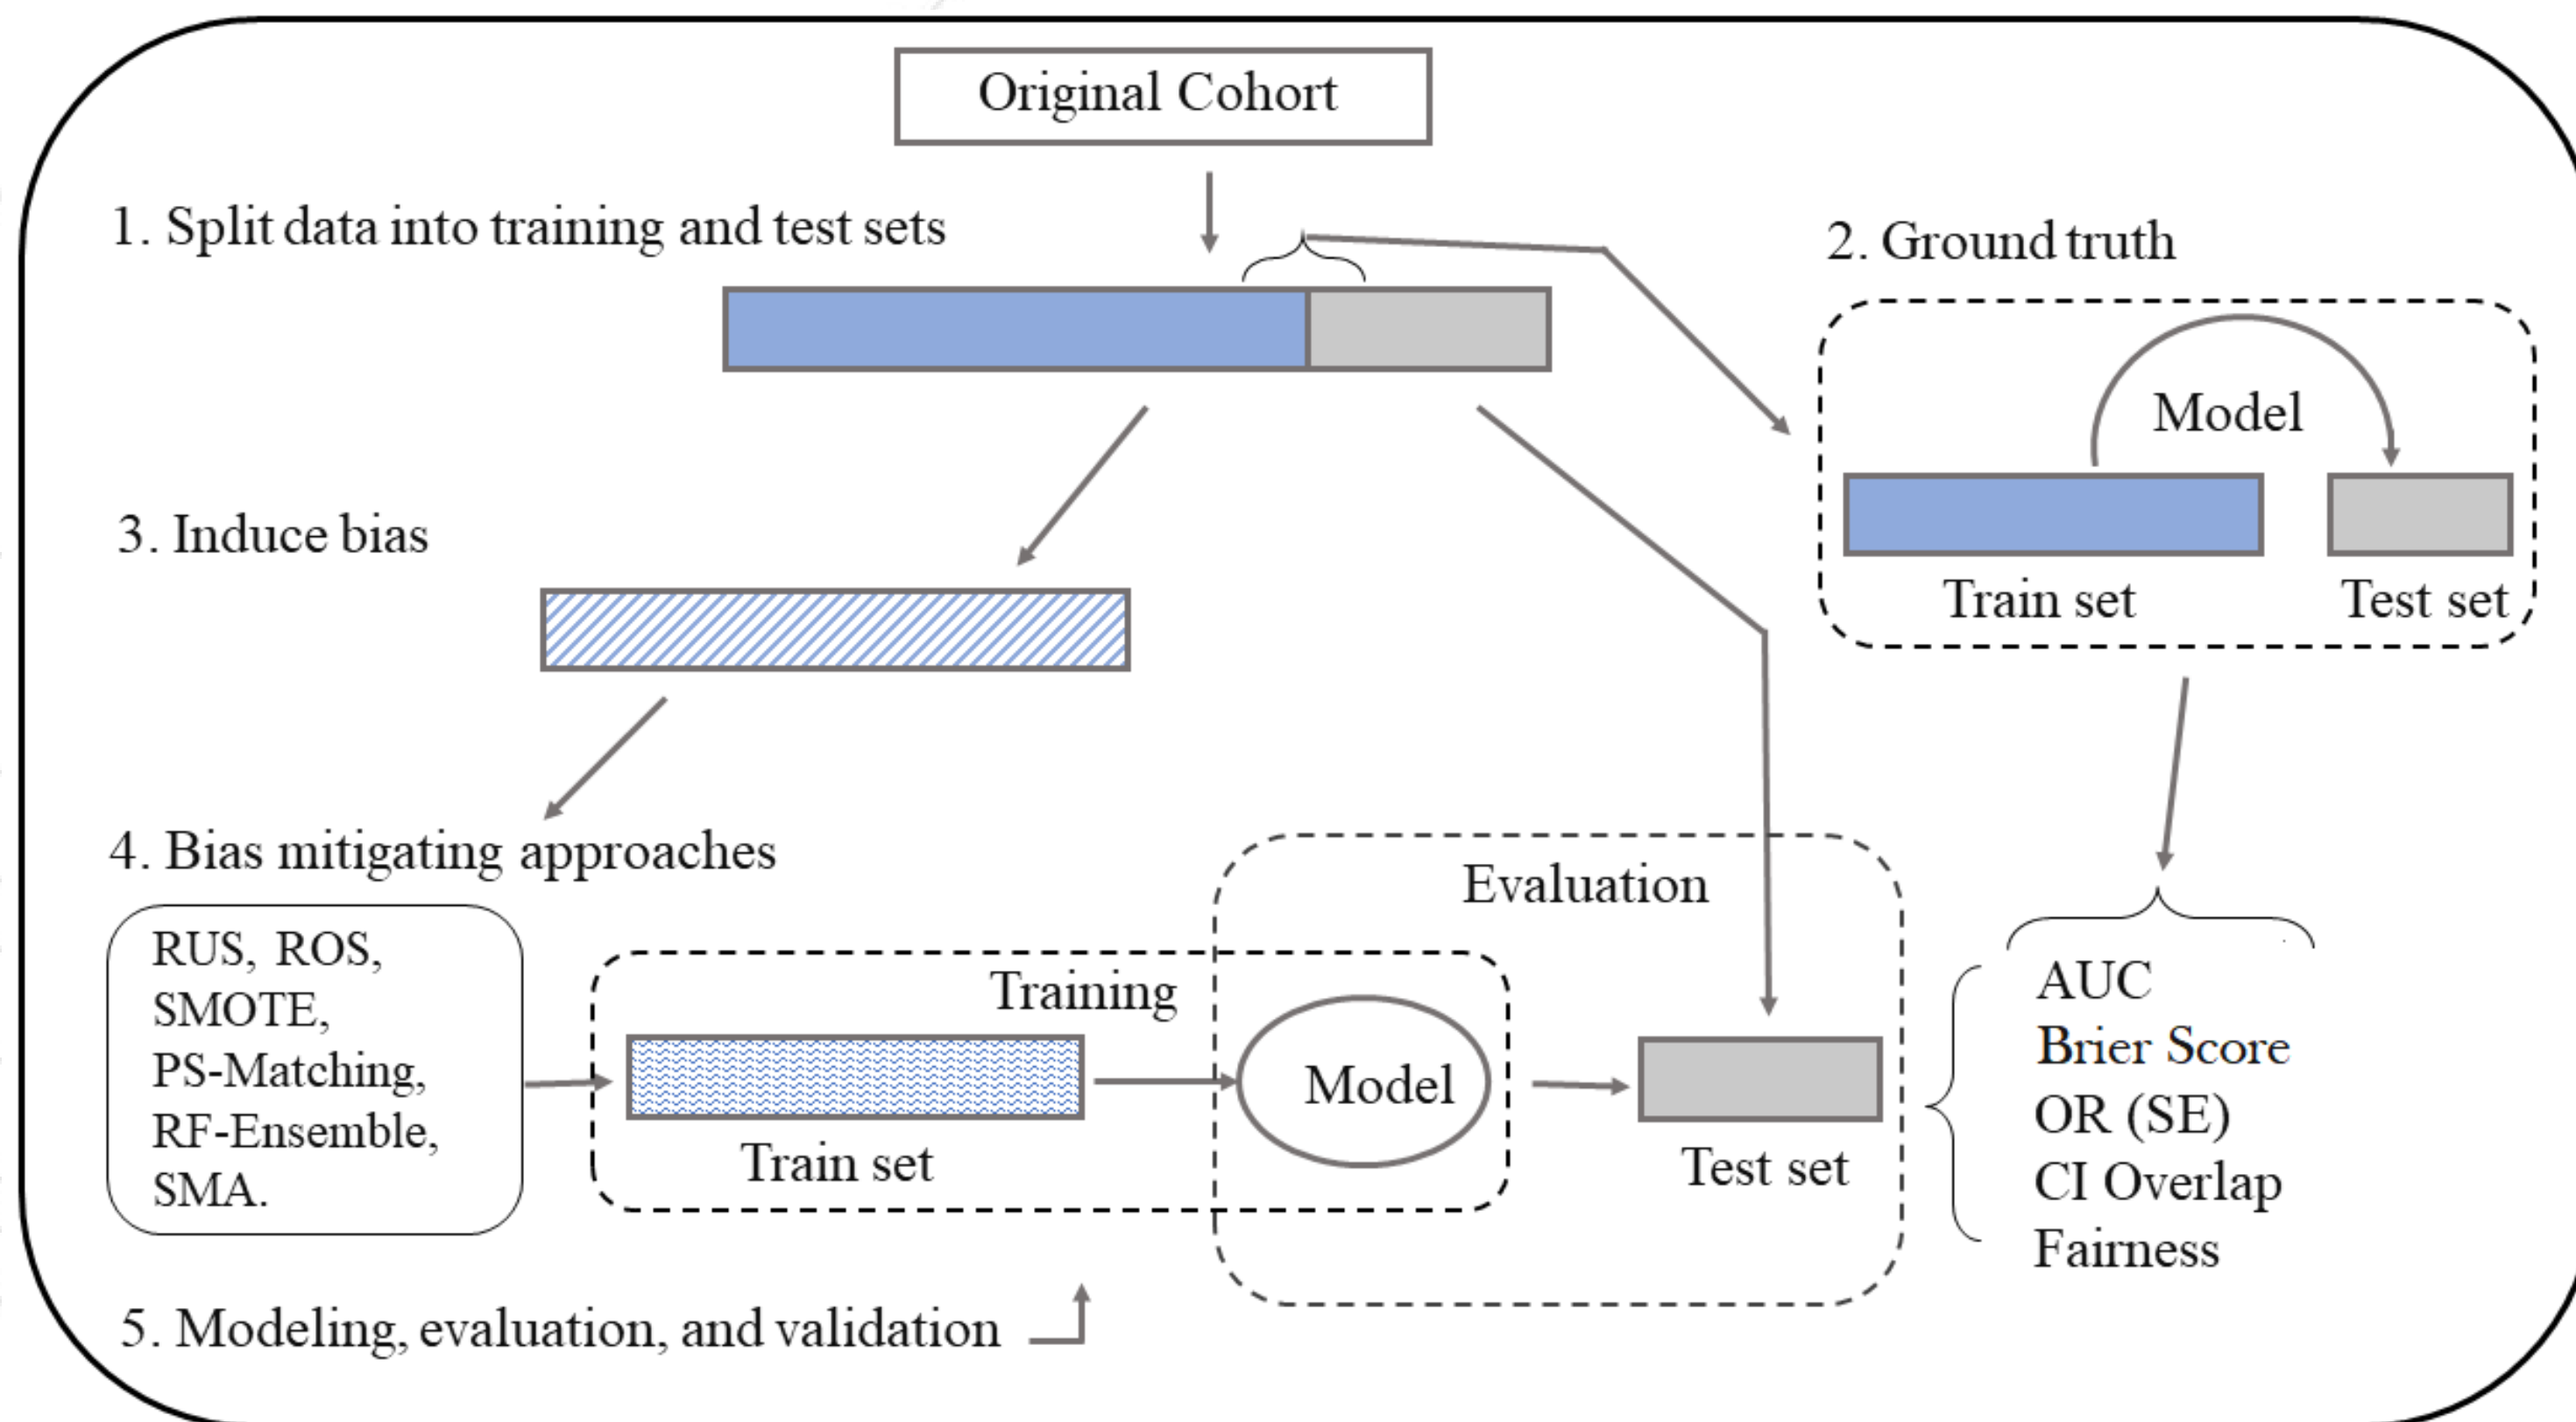 Original Cohort
1. Split data into training and test sets
2. Ground truth
Model
Train set
Test set
3. Induce bias
4. Bias mitigating approaches
RUS, ROS,
SMOTE,
PS-Matching,
RF-Ensemble,
SMA.
Training
Train set
Evaluation
Model
Test set
AUC
Brier Score
OR (SE)
CI Overlap
Fairness
5. Modeling, evaluation, and validation